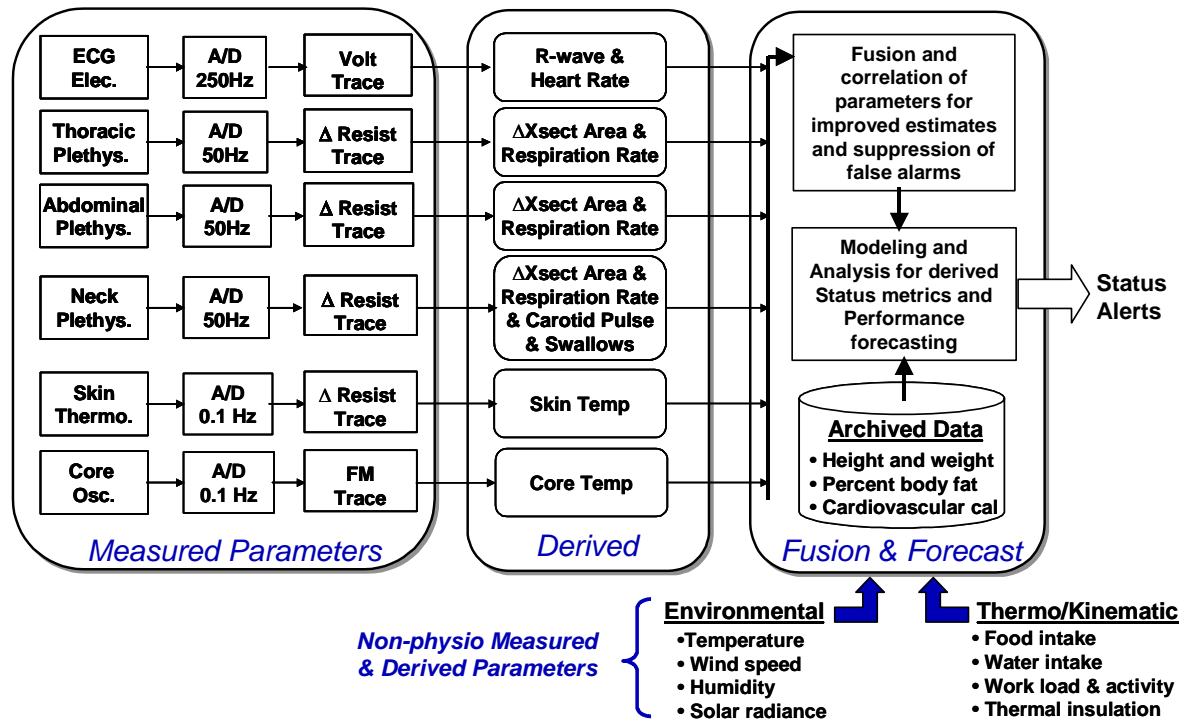 ECG
Elec.
A/D
250Hz
Volt
Trace
R-wave &
Heart Rate
Thoracic
Plethys.
A/D
50Hz
Δ Resist
Trace
ΔXsect Area &
Respiration Rate
Abdominal
Plethys.
A/D
50Hz
Δ Resist
Trace
ΔXsect Area &
Respiration Rate
Neck
Plethys.
A/D
50Hz
Δ Resist
Trace
ΔXsect Area &
Respiration Rate
& Carotid Pulse
& Swallows
Skin
Thermo.
A/D
0.1 Hz
Δ Resist
Trace
Skin Temp
Core
Osc.
A/D
0.1 Hz
FM
Trace
Core Temp
Measured Parameters
Derived
Fusion and
correlation of
parameters for
improved estimates
and suppression of
false alarms
Modeling and
Analysis for derived
Status metrics and
Performance
forecasting
Status
Alerts
Archived Data
• Height and weight
• Percent body fat
• Cardiovascular cal
Fusion & Forecast
Non-physio Measured
& Derived Parameters
Environmental
•Temperature
• Wind speed
• Humidity
• Solar radiance
Thermo/Kinematic
• Food intake
• Water intake
• Work load & activity
• Thermal insulation